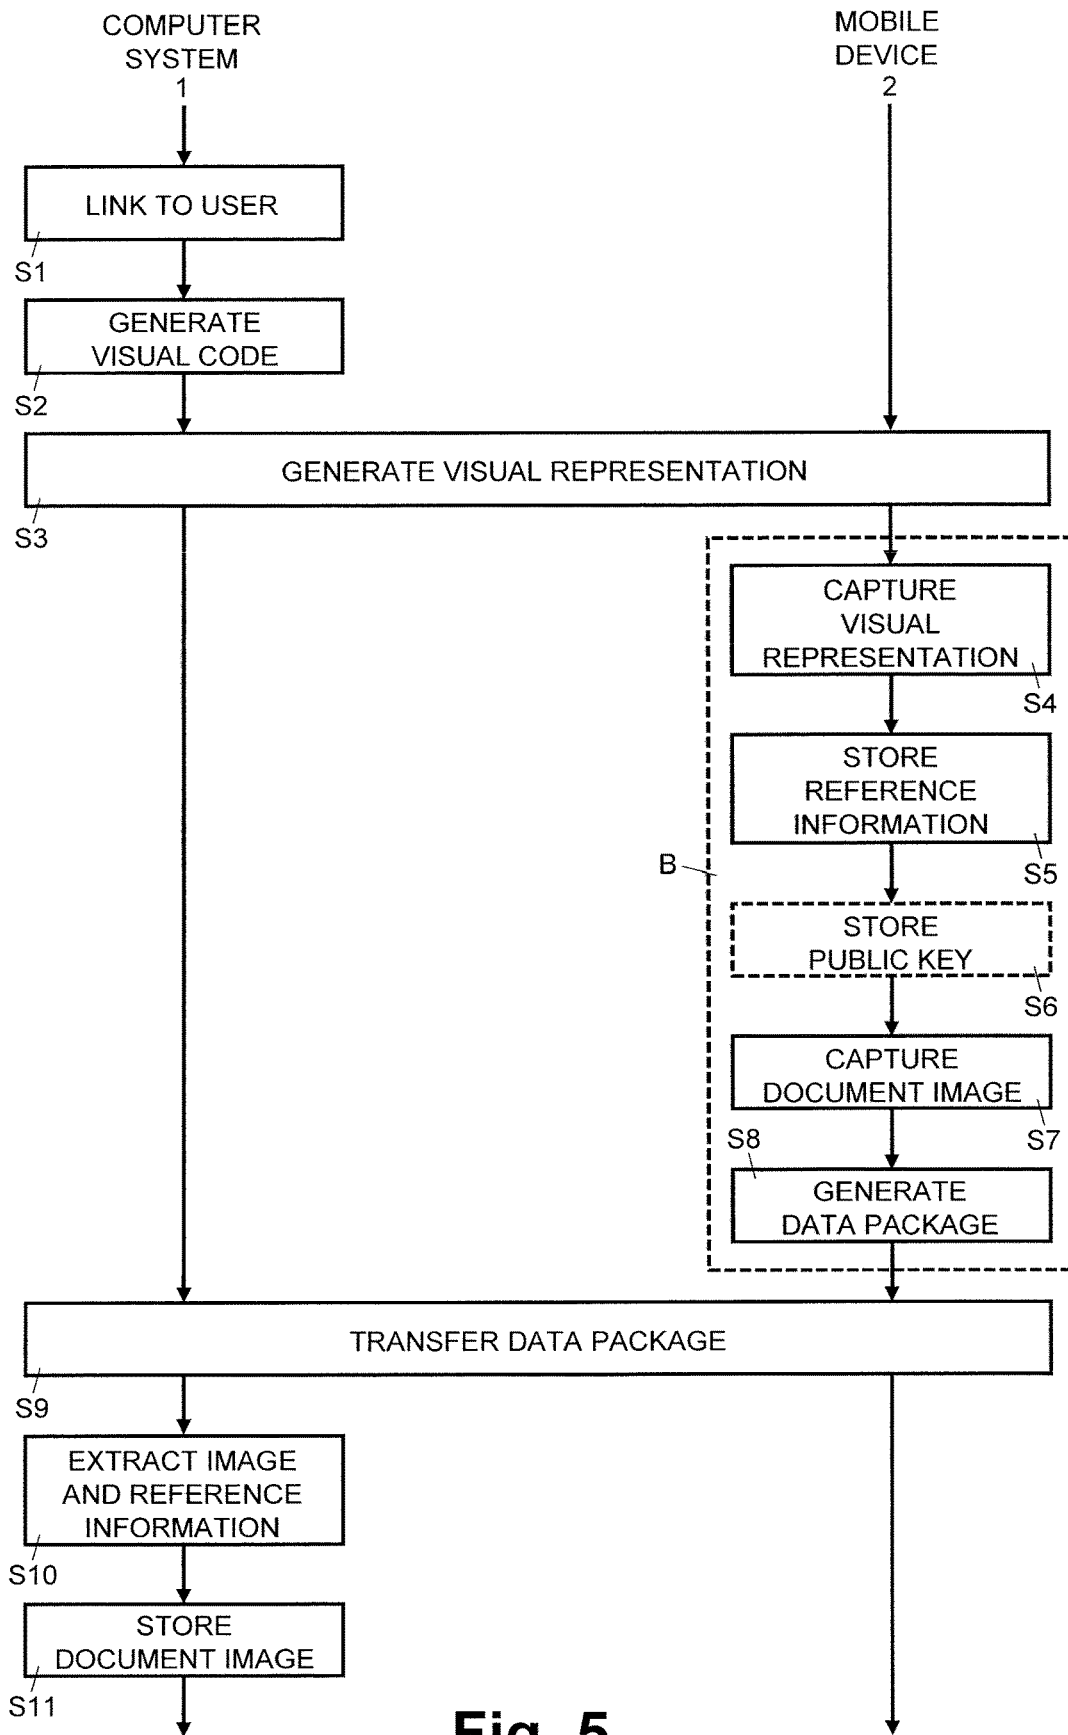 COMPUTER
SYSTEM
1
MOBILE
DEVICE
2
LINK TO USER
S1
GENERATE
VISUAL CODE
S2
GENERATE VISUAL REPRESENTATION
S3
CAPTURE
VISUAL
REPRESENTATION
S4
STORE
REFERENCE
INFORMATION
S5
B
STORE
PUBLIC KEY
S6
CAPTURE
DOCUMENT IMAGE
S7
S8
GENERATE
DATA PACKAGE
TRANSFER DATA PACKAGE
S9
EXTRACT IMAGE
AND REFERENCE
INFORMATION
S10
STORE
DOCUMENT IMAGE
S11
Fig. 5